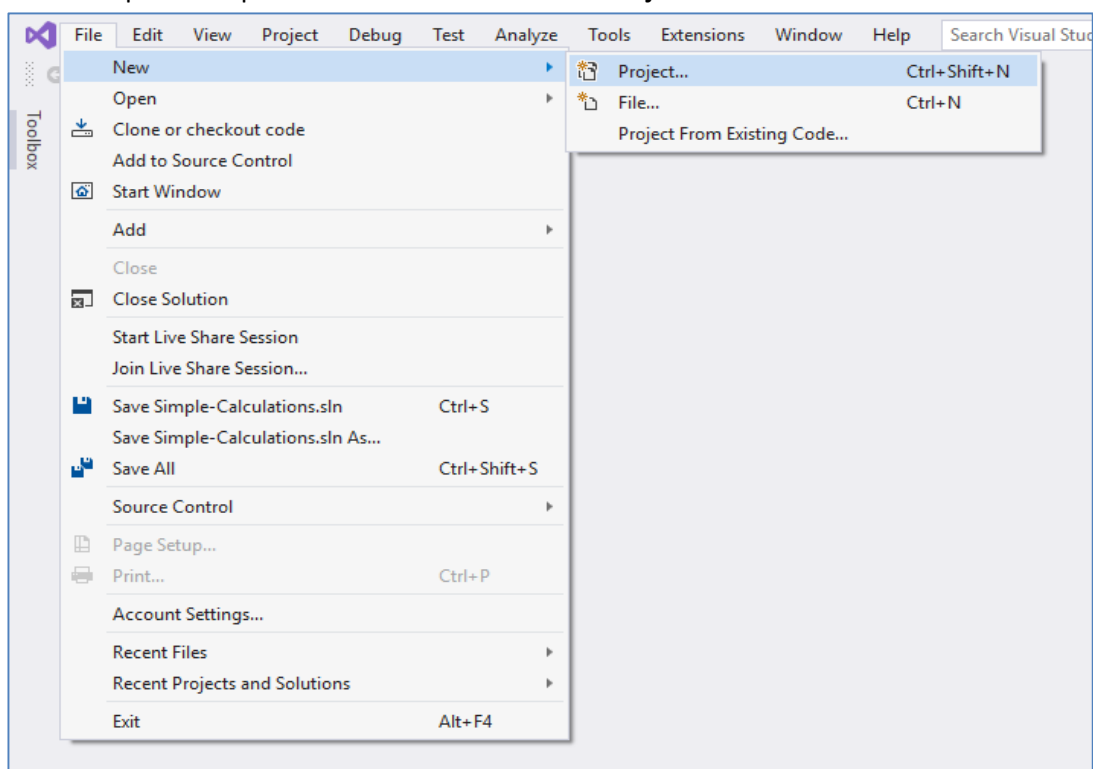 File Edit View Project Debug Test Analyze Tools Extensions Window Help Search Visual Stud
Toolbox
New
Project... Ctrl+Shift+N
Open
File... Ctrl+N
Clone or checkout code
Project From Existing Code...
Add to Source Control
Start Window
Add
Close
Close Solution
Start Live Share Session
Join Live Share Session...
Save Simple-Calculations.sln Ctrl+S
Save Simple-Calculations.sln As...
Save All Ctrl+Shift+S
Source Control
Page Setup...
Print... Ctrl+P
Account Settings...
Recent Files
Recent Projects and Solutions
Exit Alt+F4